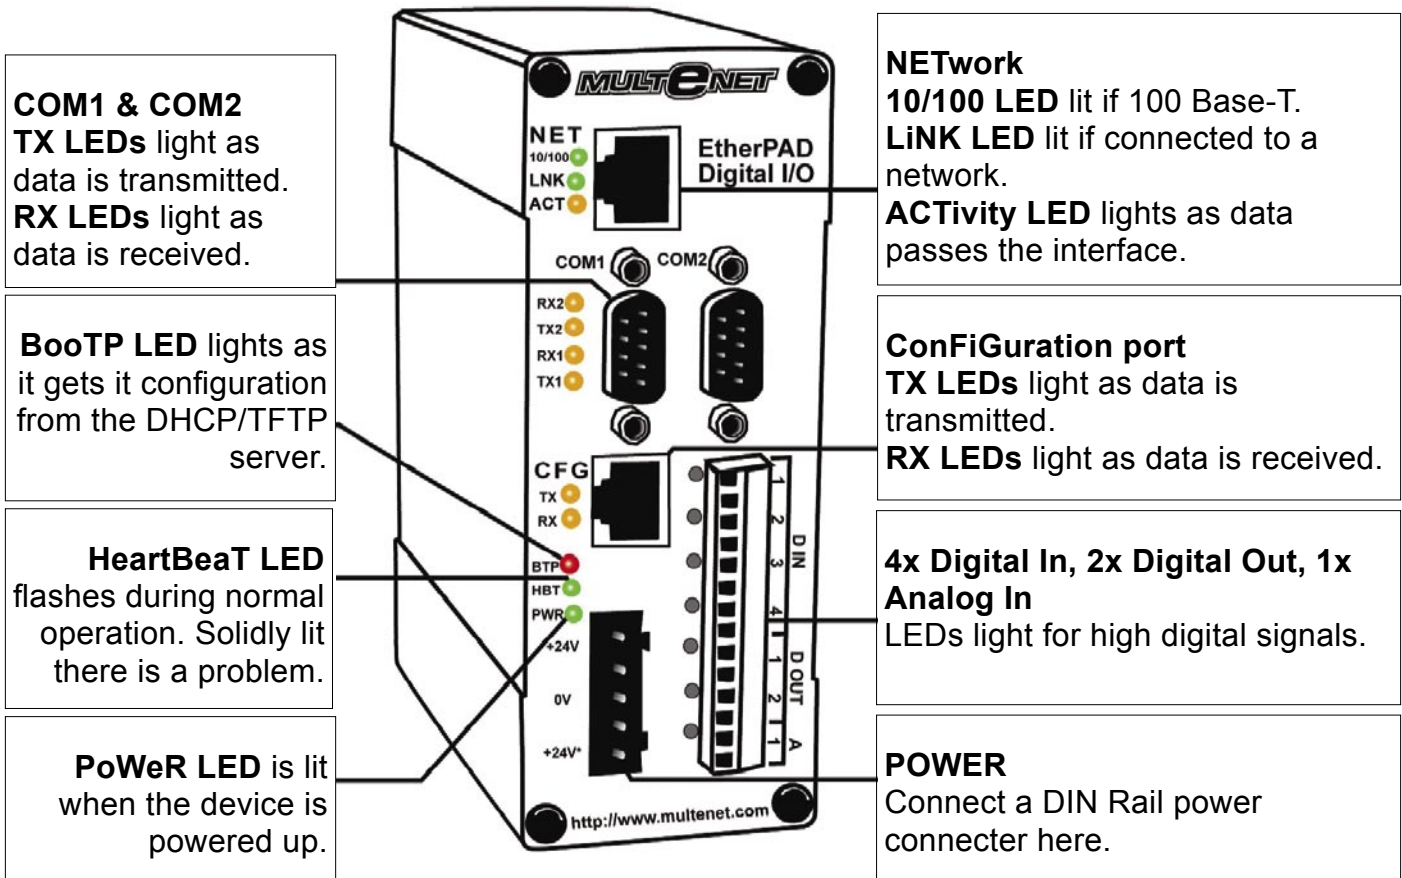 COM1 & COM2
TX LEDs light as
data is transmitted.
RX LEDs light as
data is received.
BooTP LED lights as
it gets it configuration
from the DHCP/TFTP
server.
HeartBeaT LED
flashes during normal
operation. Solidly lit
there is a problem.
PoWeR LED is lit
when the device is
powered up.
MULTeNET
NET
10/100
LNK
ACT
EtherPAD
Digital I/O
COM1
COM2
RX2
TX2
RX1
TX1
CFG
TX
RX
BTP
HBT
PWR
+24V
0V
+24V*
1
2
3
4
D IN
1
2
D OUT
1
A
http://www.multenet.com
NETwork
10/100 LED lit if 100 Base-T.
LiNK LED lit if connected to a
network.
ACTivity LED lights as data
passes the interface.
ConFiGuration port
TX LEDs light as data is
transmitted.
RX LEDs light as data is received.
4x Digital In, 2x Digital Out, 1x
Analog In
LEDs light for high digital signals.
POWER
Connect a DIN Rail power
connecter here.